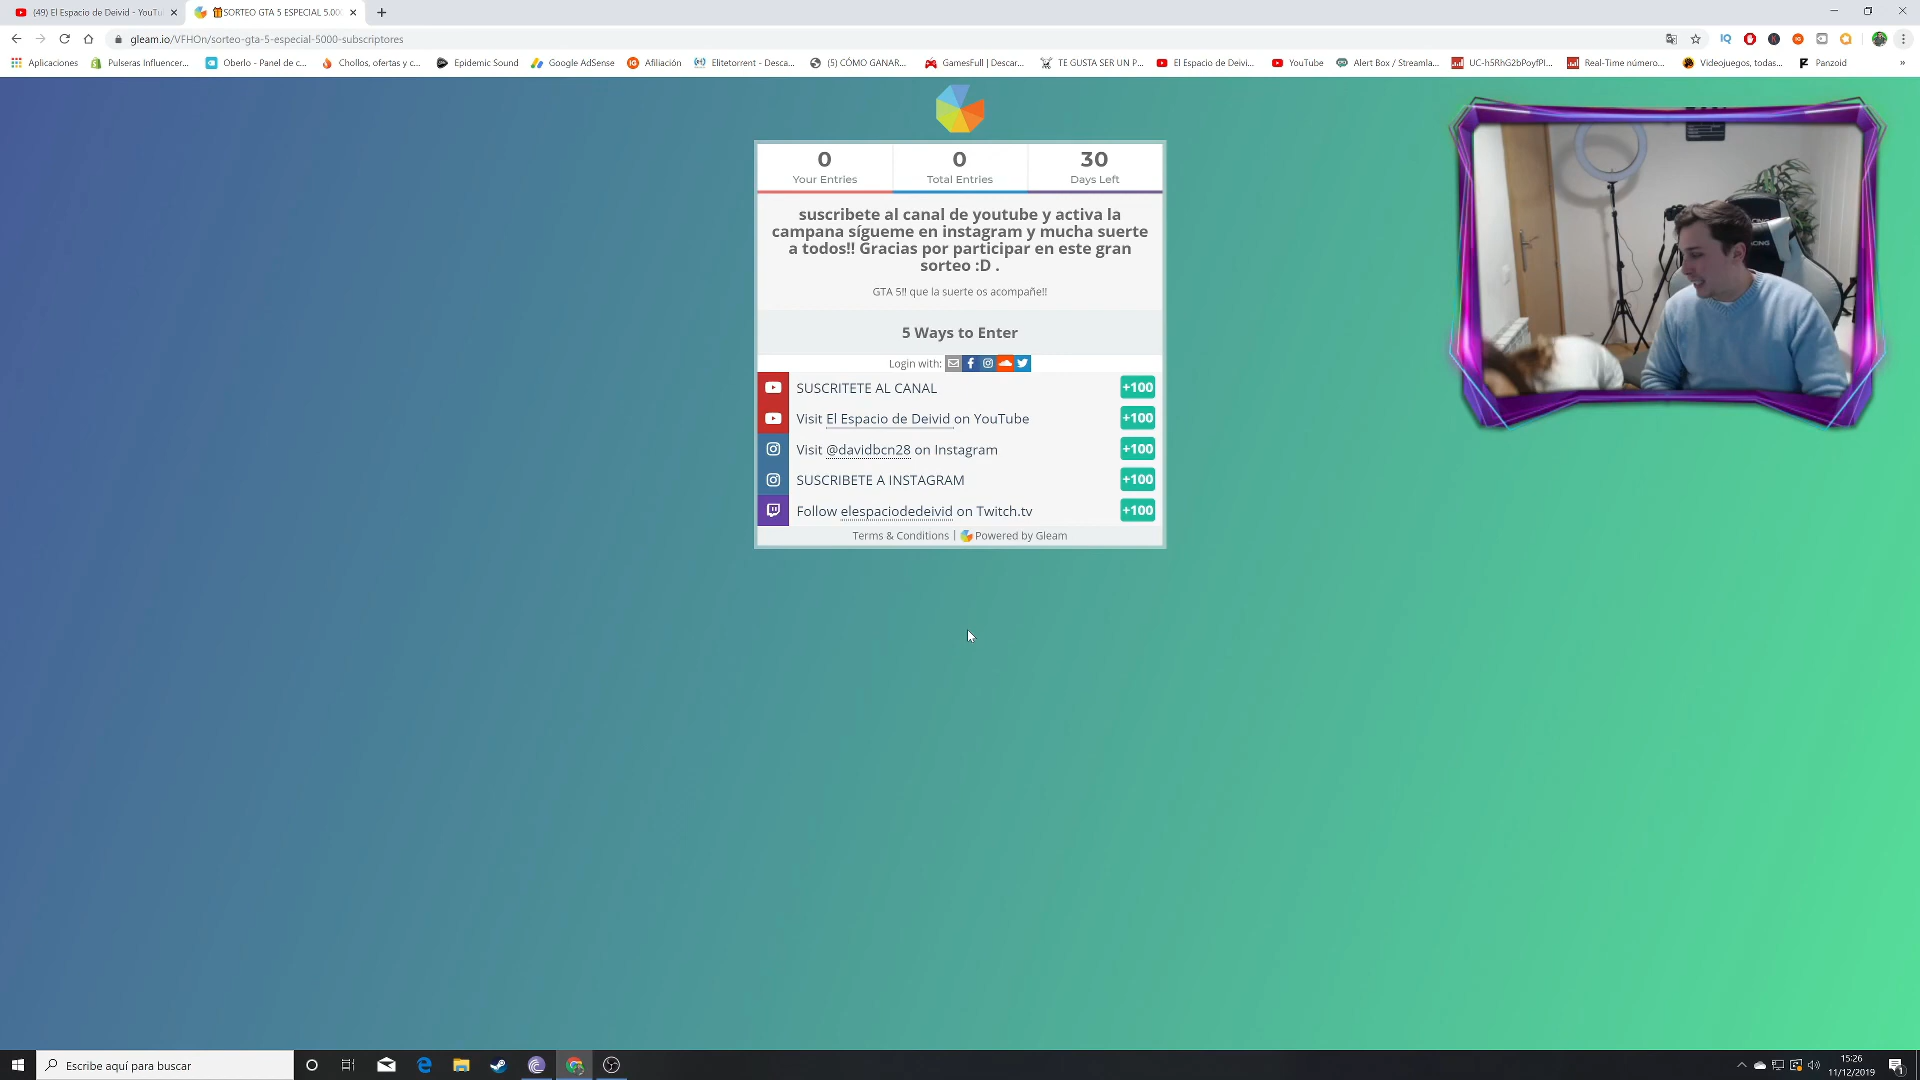 (49) El Espacio de Deivid - YouTu
SORTEO GTA 5 ESPECIAL 5.00
gleam.io/VFHOn/sorteo-gta-5-especial-5000-subscriptores
Aplicaciones
Pulseras Influencer...
Oberlo - Panel de c...
Chollos, ofertas y c...
Epidemic Sound
Google AdSense
Afiliación
Elitetorrent - Desca...
(5) CÓMO GANAR...
GamesFull | Descar...
TE GUSTA SER UN P...
El Espacio de Deivi...
YouTube
Alert Box / Streamla...
UC-h5RhG2bPoyfPl...
Real-Time número...
Videojuegos, todas...
Panzoid
0
Your Entries
0
Total Entries
30
Days Left
suscribete al canal de youtube y activa la
campana sígueme en instagram y mucha suerte
a todos!! Gracias por participar en este gran
sorteo :D .
GTA 5!! que la suerte os acompañe!!
5 Ways to Enter
Login with:
SUSCRITETE AL CANAL +100
Visit El Espacio de Deivid on YouTube +100
Visit @davidbcn28 on Instagram +100
SUSCRIBETE A INSTAGRAM +100
Follow elespaciodedeivid on Twitch.tv +100
Terms & Conditions | Powered by Gleam
Escribe aquí para buscar
15:26
11/12/2019